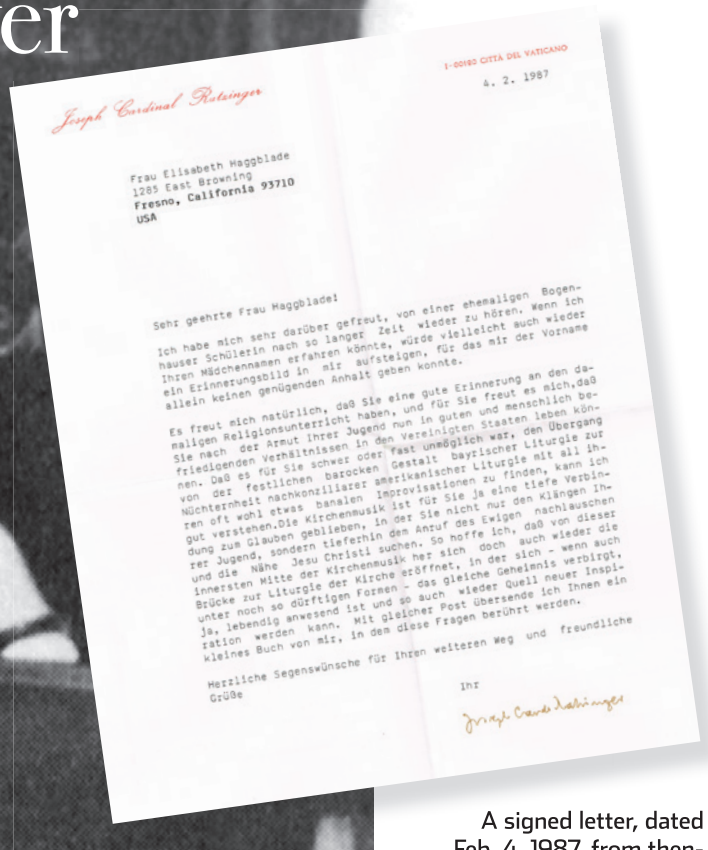 er
Joseph Cardinal Ratzinger
I-00180 CITTÀ DEL VATICANO
4. 2. 1987
Frau Elisabeth Haggblade
1285 East Browning
Fresno, California 93710
USA
Sehr geehrte Frau Haggblade!
Ich habe mich sehr darüber gefreut, von einer ehemaligen Bogen-
hauser Schülerin nach so langer Zeit wieder zu hören. Wenn ich
Ihren Mädchennamen erfahren könnte, würde vielleicht auch wieder
ein Erinnerungsbild in mir aufsteigen, für das mir der Vorname
allein keinen genügenden Anhalt geben konnte.
Es freut mich natürlich, daß Sie eine gute Erinnerung an den da-
maligen Religionsunterricht haben, und für Sie freut es mich,daß
Sie nach der Armut Ihrer Jugend nun in guten und menschlich be-
friedigenden Verhältnissen in den Vereinigten Staaten leben kön-
nen. Daß es für Sie schwer oder fast unmöglich war, den Übergang
von der festlichen barocken Gestalt bayrischer Liturgie zur
Nüchternheit nachkonziliarer amerikanischer Liturgie mit all ih-
ren oft wohl etwas banalen Improvisationen zu finden, kann ich
gut verstehen.Die Kirchenmusik ist für Sie ja eine tiefe Verbin-
dung zum Glauben geblieben, in der Sie nicht nur den Klängen Ih-
rer Jugend, sondern tieferhin dem Anruf des Ewigen nachlauschen
und die Nähe Jesu Christi suchen. So hoffe ich, daß von dieser
innersten Mitte der Kirchenmusik her sich doch auch wieder die
Brücke zur Liturgie der Kirche eröffnet, in der sich - wenn auch
unter noch so dürftigen Formen - das gleiche Geheimnis verbirgt,
ja, lebendig anwesend ist und so auch wieder Quell neuer Inspi-
ration werden kann. Mit gleicher Post übersende ich Ihnen ein
kleines Buch von mir, in dem diese Fragen berührt werden.
Herzliche Segenswünsche für Ihren weiteren Weg und freundliche
Grüße
Ihr
Joseph Card. Ratzinger
A signed letter, dated
Feb. 4, 1987, from then-